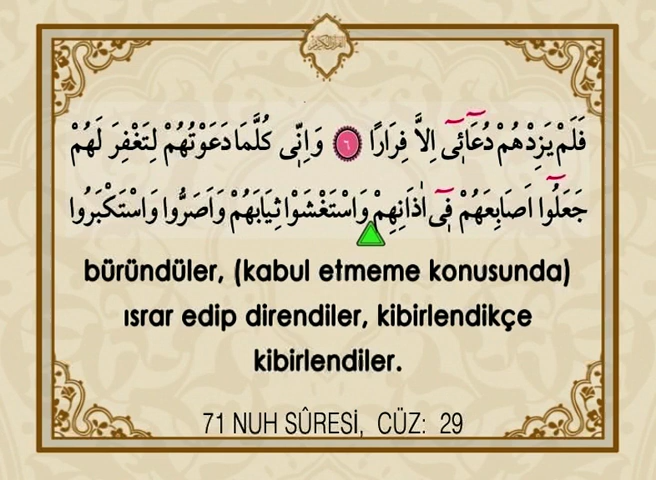 فَلَمْ يَزِدْهُمْ دُعَائِٓى اِلَّا فِرَارًا ٦ وَاِنِّى كُلَّمَا دَعَوْتُهُمْ لِتَغْفِرَ لَهُمْ
جَعَلُٓوا اَصَابِعَهُمْ فِٓى اٰذَانِهِمْ وَاسْتَغْشَوْا ثِيَابَهُمْ وَاَصَرُّوا وَاسْتَكْبَرُوا
büründüler, (kabul etmeme konusunda)
ısrar edip direndiler, kibirlendikçe
kibirlendiler.
71 NUH SÛRESİ, CÜZ: 29